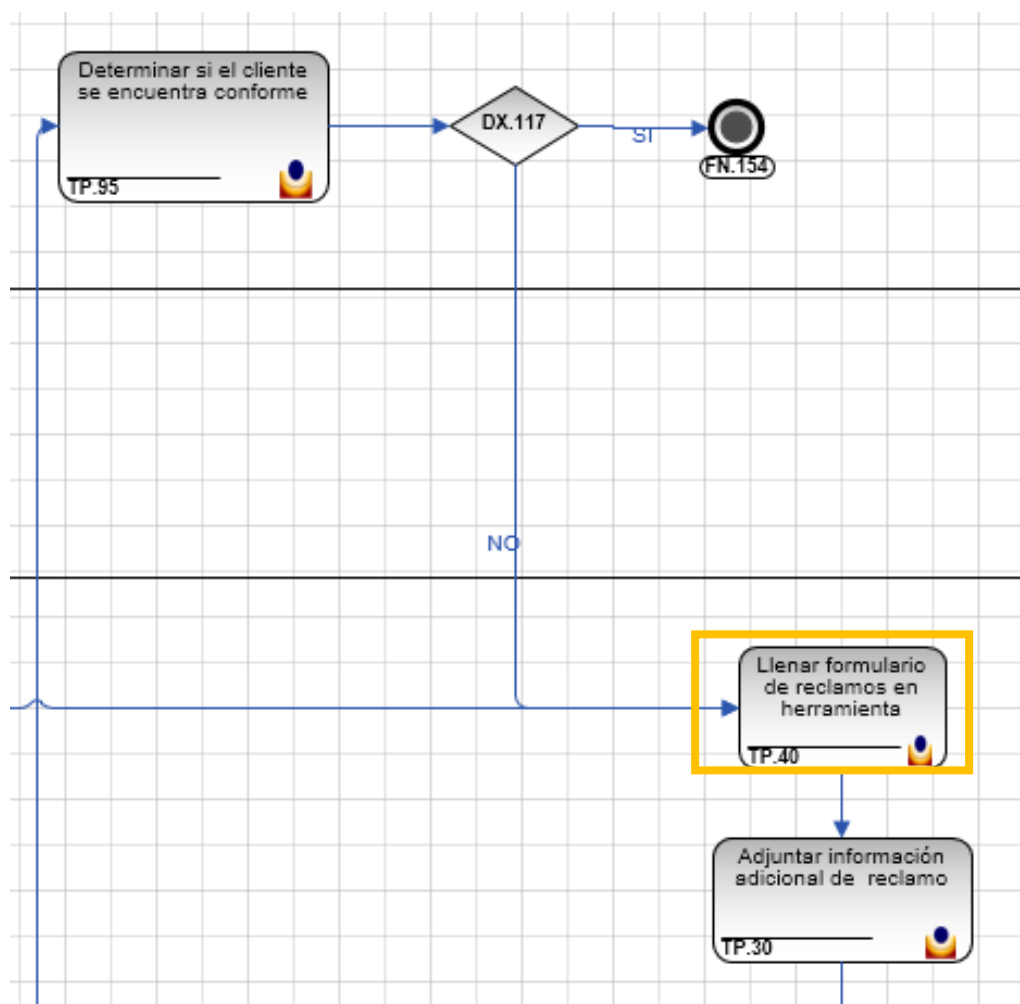 Determinar si el cliente
se encuentra conforme
TP.95
DX.117
SI
FN.154
NO
Llenar formulario
de reclamos en
herramienta
TP.40
Adjuntar información
adicional de reclamo
TP.30